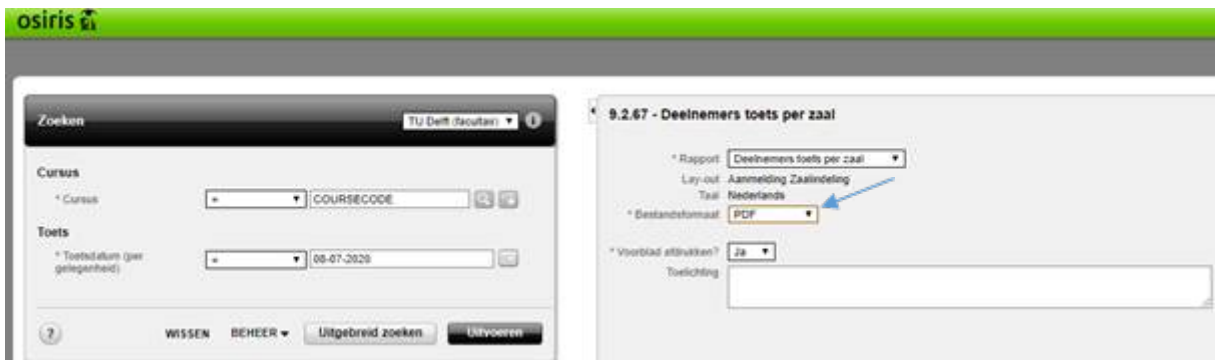 osiris
Zoeken
TU Delft (facultair)
Cursus
* Cursus
=
COURSECODE
Toets
* Toetsdatum (per gelegenheid)
=
08-07-2020
?
WISSEN
BEHEER
Uitgebreid zoeken
Uitvoeren
9.2.67 - Deelnemers toets per zaal
* Rapport Deelnemers toets per zaal
Lay-out Aanmelding Zaalindeling
Taal Nederlands
* Bestandsformaat PDF
* Voorblad afdrukken? Ja
Toelichting